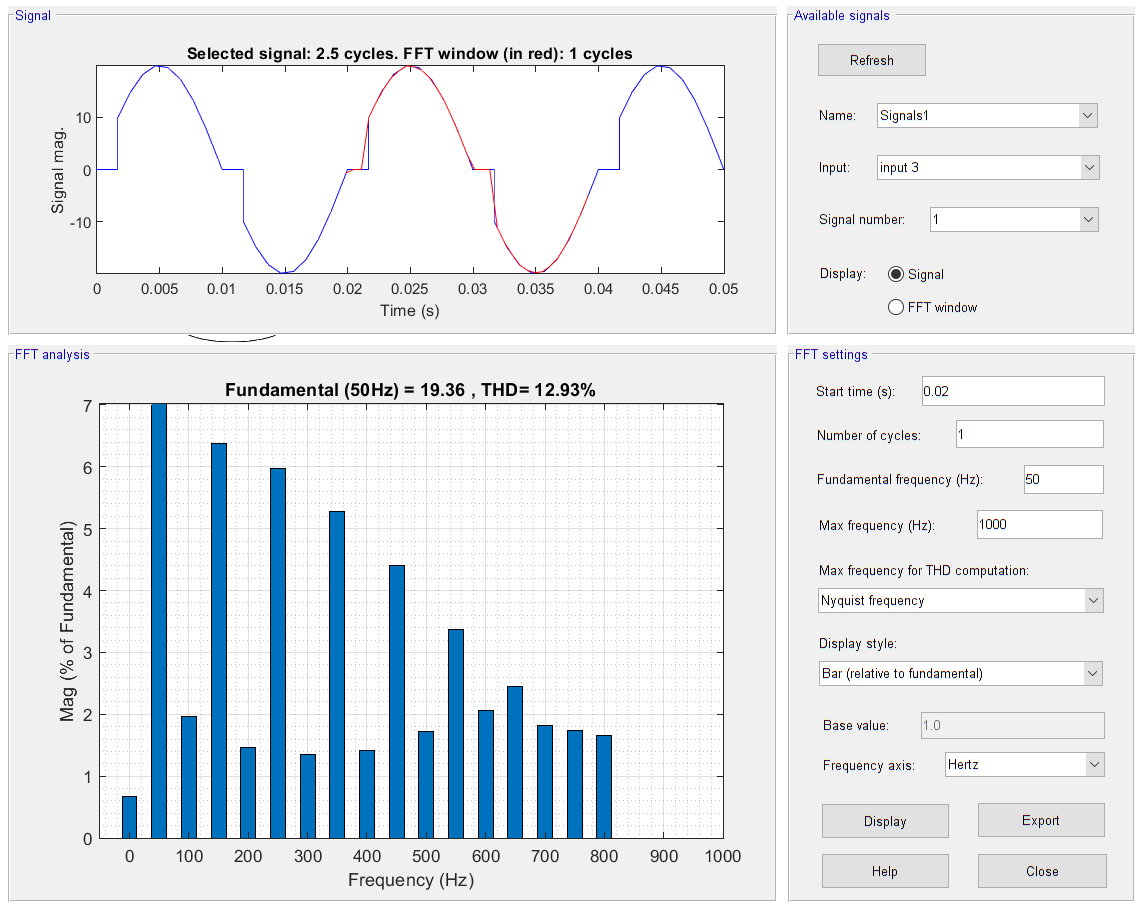 Signal
Selected signal: 2.5 cycles. FFT window (in red): 1 cycles
Signal mag.
10
0
-10
0 0.005 0.01 0.015 0.02 0.025 0.03 0.035 0.04 0.045 0.05
Time (s)
Available signals
Refresh
Name: Signals1
Input: input 3
Signal number: 1
Display: Signal
FFT window
FFT analysis
Fundamental (50Hz) = 19.36 , THD= 12.93%
Mag (% of Fundamental)
7
6
5
4
3
2
1
0
0 100 200 300 400 500 600 700 800 900 1000
Frequency (Hz)
FFT settings
Start time (s): 0.02
Number of cycles: 1
Fundamental frequency (Hz): 50
Max frequency (Hz): 1000
Max frequency for THD computation:
Nyquist frequency
Display style:
Bar (relative to fundamental)
Base value: 1.0
Frequency axis: Hertz
Display Export
Help Close